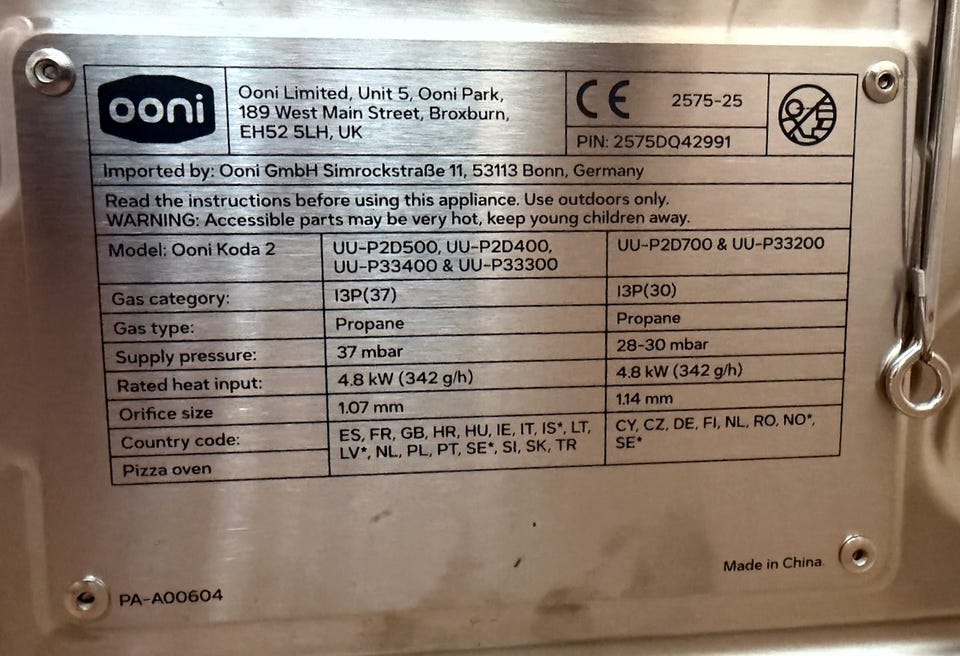 ooni
Ooni Limited, Unit 5, Ooni Park,
189 West Main Street, Broxburn,
EH52 5LH, UK
CE 2575-25
PIN: 2575DQ42991
Imported by: Ooni GmbH Simrockstraße 11, 53113 Bonn, Germany
Read the instructions before using this appliance. Use outdoors only.
WARNING: Accessible parts may be very hot, keep young children away.
Model: Ooni Koda 2
UU-P2D500, UU-P2D400,
UU-P33400 & UU-P33300
UU-P2D700 & UU-P33200
Gas category: I3P(37) I3P(30)
Gas type: Propane Propane
Supply pressure: 37 mbar 28-30 mbar
Rated heat input: 4.8 kW (342 g/h) 4.8 kW (342 g/h)
Orifice size 1.07 mm 1.14 mm
Country code:
ES, FR, GB, HR, HU, IE, IT, IS*, LT,
LV*, NL, PL, PT, SE*, SI, SK, TR
CY, CZ, DE, FI, NL, RO, NO*,
SE*
Pizza oven
Made in China.
PA-A00604